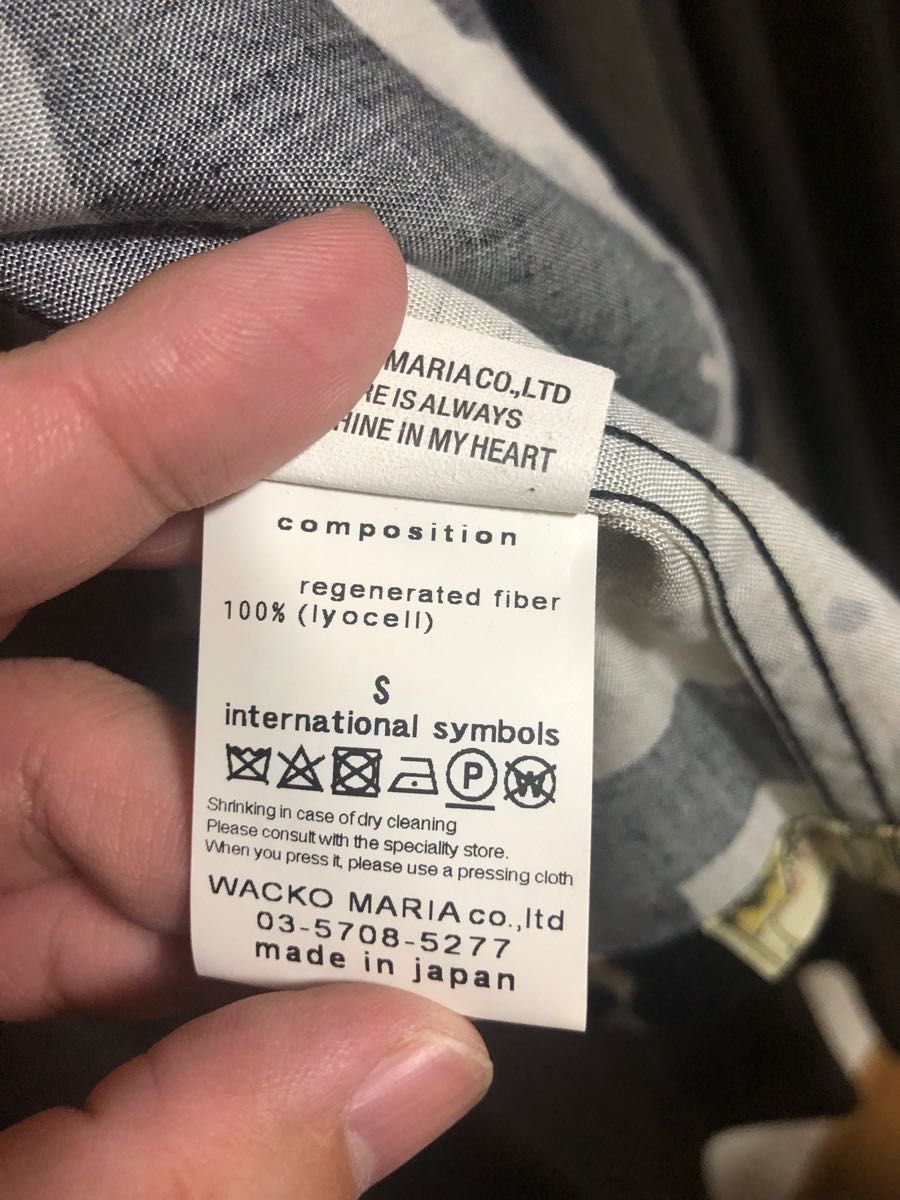 MARIA CO.,LTD
IS ALWAYS
IN MY HEART
composition
regenerated fiber
100% (lyocell)
S
international symbols
P W
Shrinking in case of dry cleaning
Please consult with the speciality store.
When you press it, please use a pressing cloth
WACKO MARIA co.,ltd
03-5708-5277
made in japan